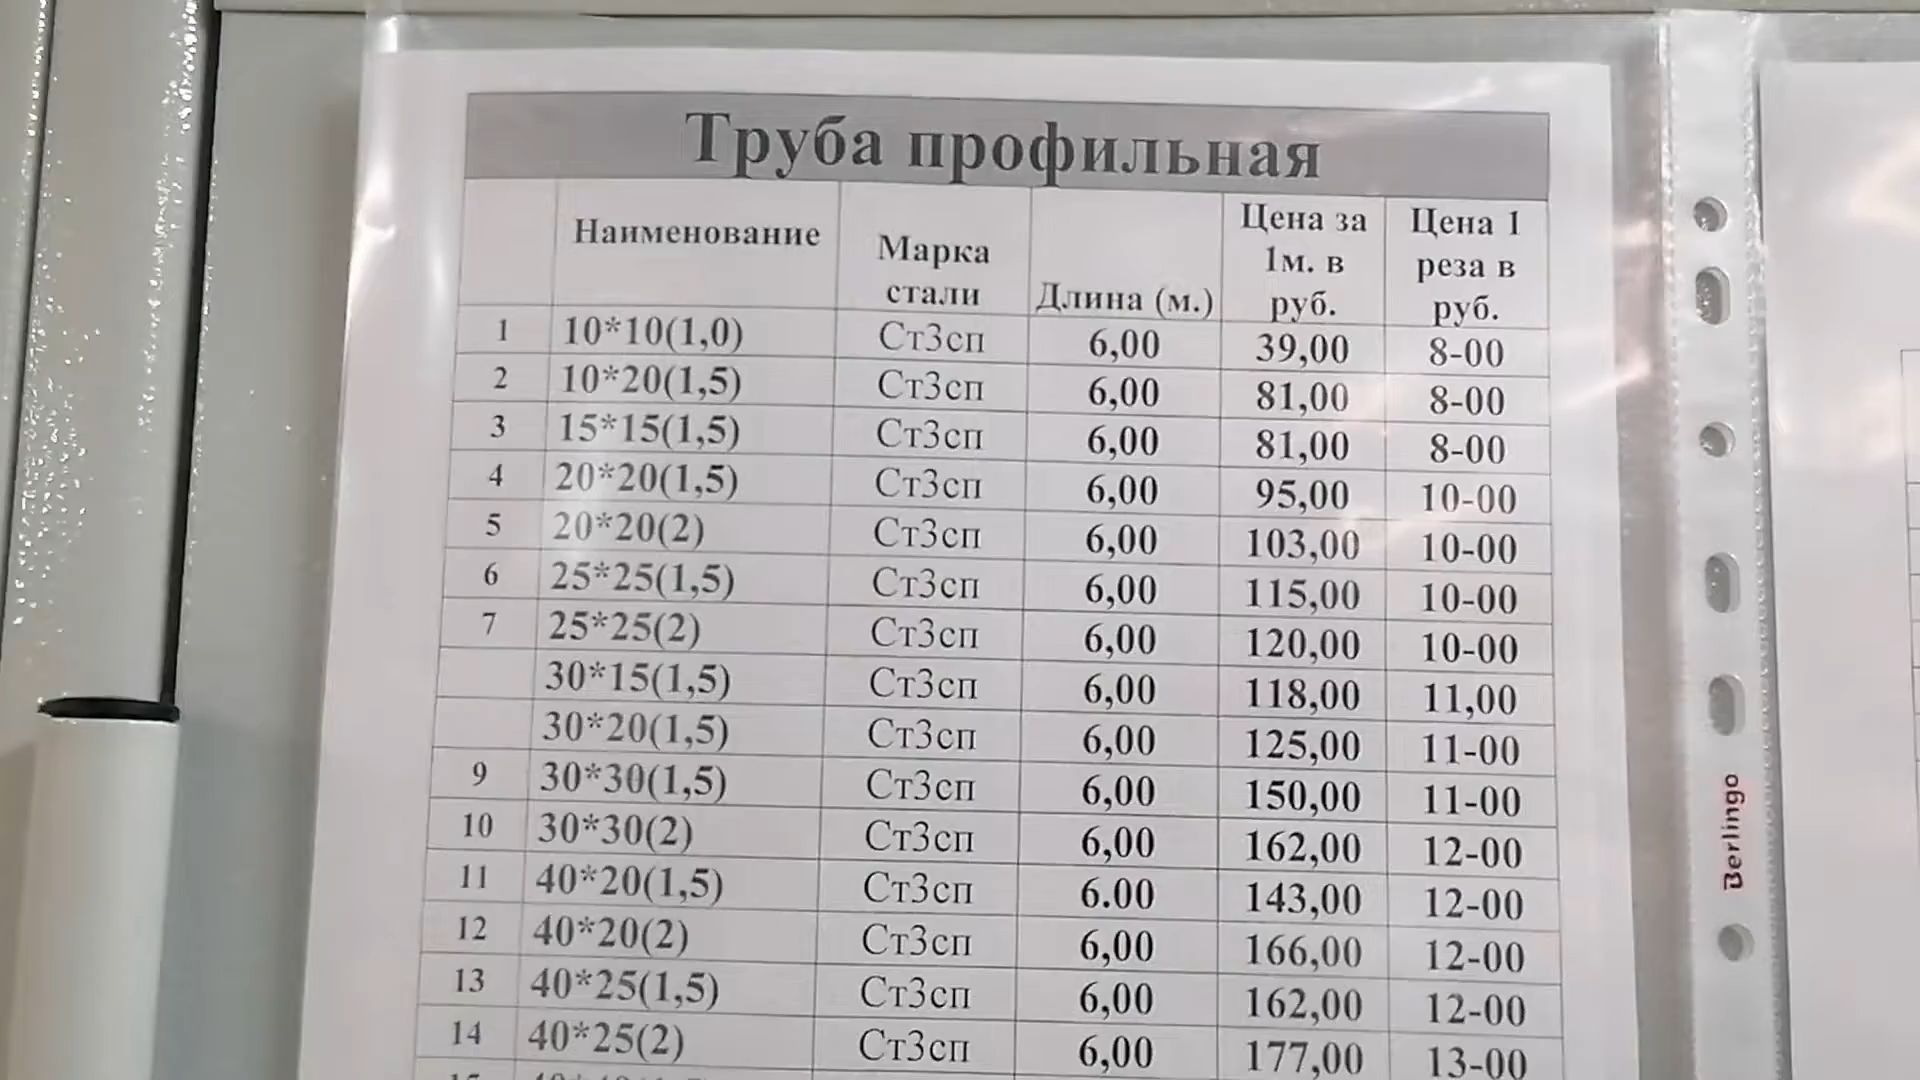 Труба профильная
Наименование Марка стали Длина (м.) Цена за 1м. в руб. Цена 1 реза в руб.
1 10*10(1,0) Ст3сп 6,00 39,00 8-00
2 10*20(1,5) Ст3сп 6,00 81,00 8-00
3 15*15(1,5) Ст3сп 6,00 81,00 8-00
4 20*20(1,5) Ст3сп 6,00 95,00 10-00
5 20*20(2) Ст3сп 6,00 103,00 10-00
6 25*25(1,5) Ст3сп 6,00 115,00 10-00
7 25*25(2) Ст3сп 6,00 120,00 10-00
30*15(1,5) Ст3сп 6,00 118,00 11,00
30*20(1,5) Ст3сп 6,00 125,00 11-00
9 30*30(1,5) Ст3сп 6,00 150,00 11-00
10 30*30(2) Ст3сп 6,00 162,00 12-00
11 40*20(1,5) Ст3сп 6.00 143,00 12-00
12 40*20(2) Ст3сп 6,00 166,00 12-00
13 40*25(1,5) Ст3сп 6,00 162,00 12-00
14 40*25(2) Ст3сп 6,00 177,00 13-00
Berlingo